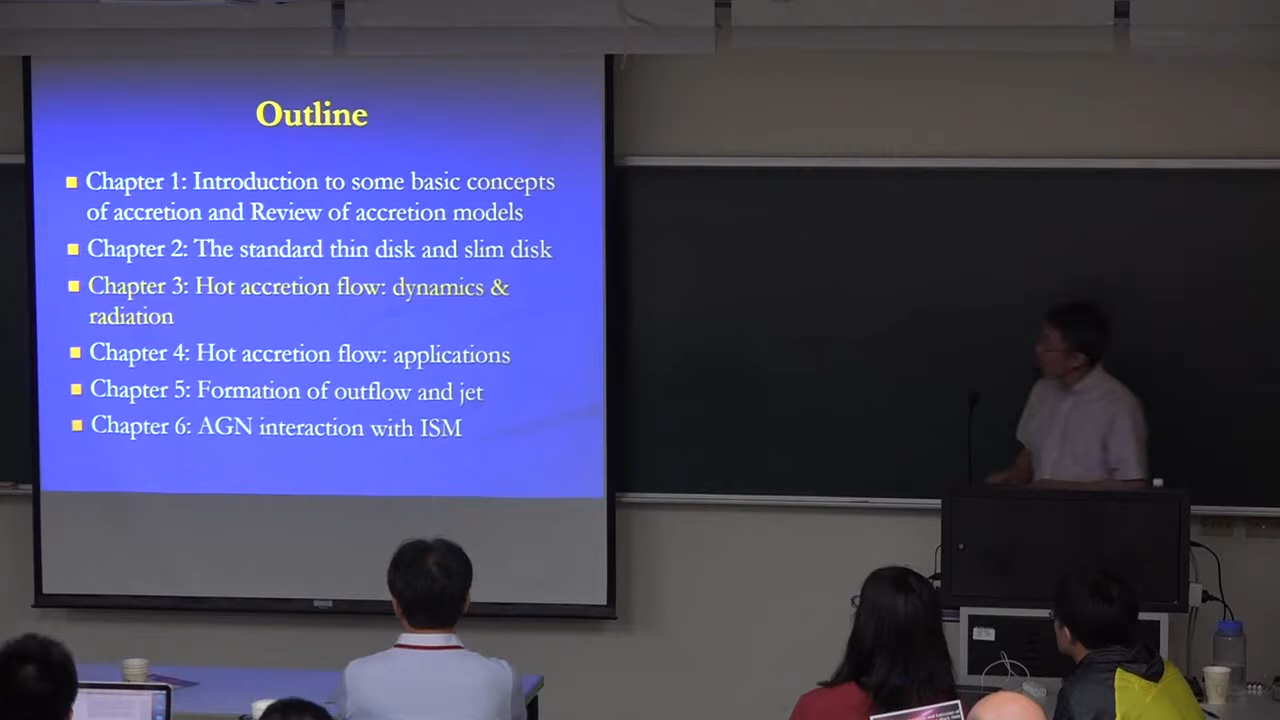 Outline
Chapter 1: Introduction to some basic concepts
of accretion and Review of accretion models
Chapter 2: The standard thin disk and slim disk
Chapter 3: Hot accretion flow: dynamics &
radiation
Chapter 4: Hot accretion flow: applications
Chapter 5: Formation of outflow and jet
Chapter 6: AGN interaction with ISM